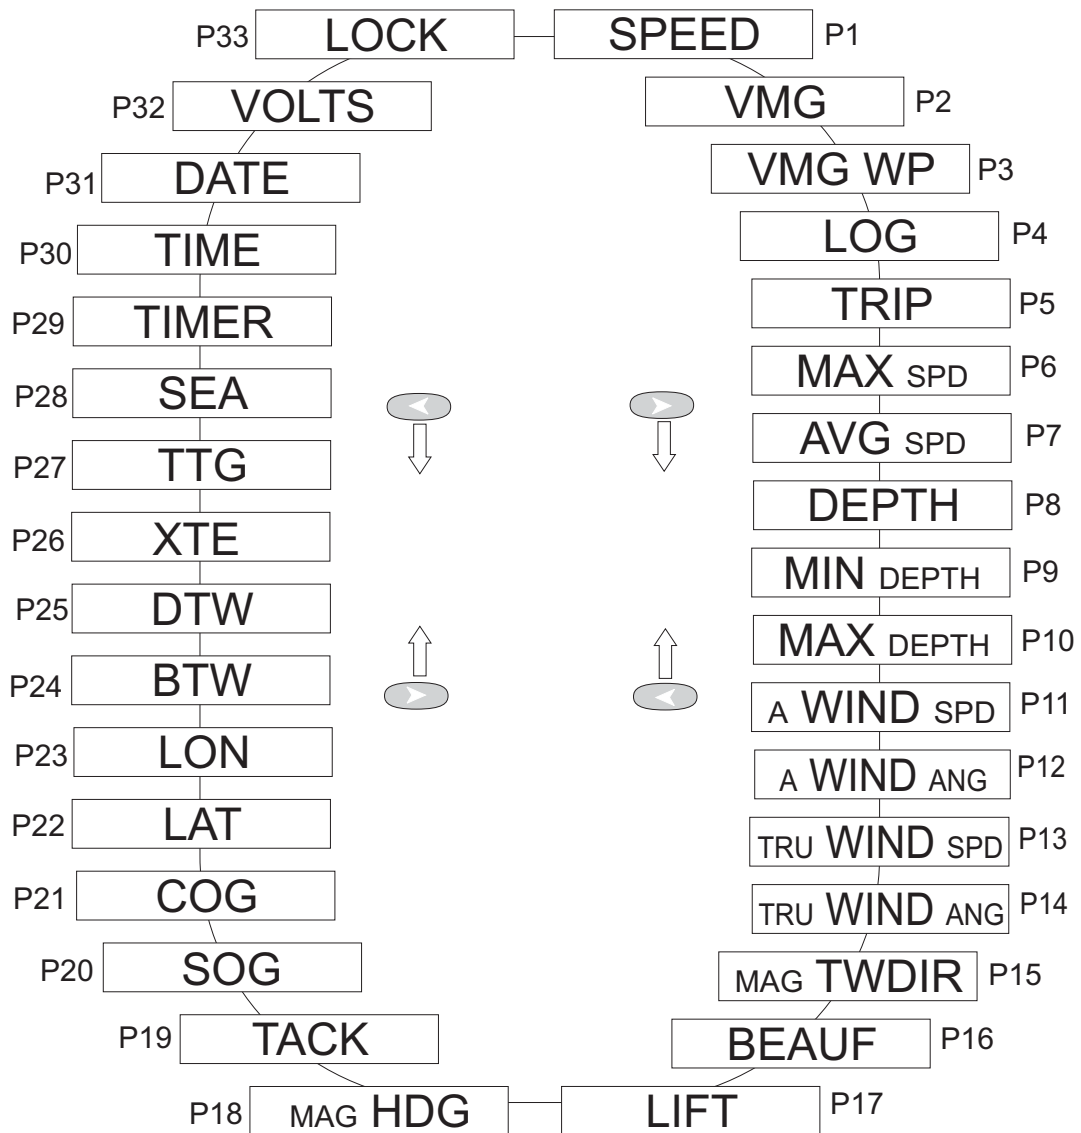 P33 LOCK SPEED P1
P32 VOLTS VMG P2
P31 DATE VMG WP P3
P30 TIME LOG P4
P29 TIMER TRIP P5
P28 SEA MAX SPD P6
P27 TTG AVG SPD P7
P26 XTE DEPTH P8
P25 DTW MIN DEPTH P9
P24 BTW MAX DEPTH P10
P23 LON A WIND SPD P11
P22 LAT A WIND ANG P12
P21 COG TRU WIND SPD P13
P20 SOG TRU WIND ANG P14
P19 TACK MAG TWDIR P15
P18 MAG HDG BEAUF P16
LIFT P17